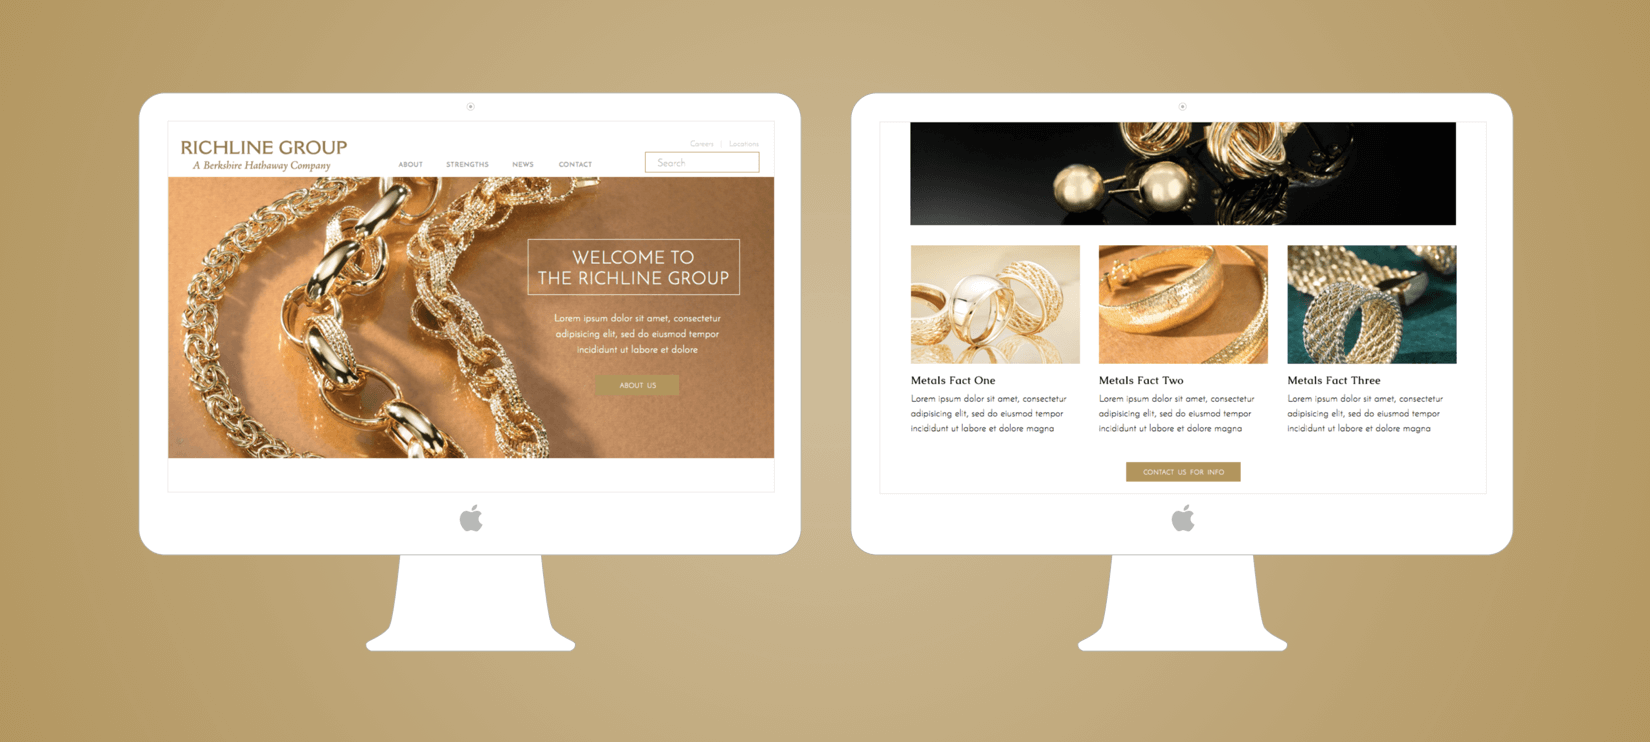 RICHLINE GROUP
A Berkshire Hathaway Company
ABOUT
STRENGTHS
NEWS
CONTACT
Careers | Locations
Search
WELCOME TO
THE RICHLINE GROUP
Lorem ipsum dolor sit amet, consectetur
adipisicing elit, sed do eiusmod tempor
incididunt ut labore et dolore
ABOUT US
Metals Fact One
Lorem ipsum dolor sit amet, consectetur
adipisicing elit, sed do eiusmod tempor
incididunt ut labore et dolore magna
Metals Fact Two
Lorem ipsum dolor sit amet, consectetur
adipisicing elit, sed do eiusmod tempor
incididunt ut labore et dolore magna
Metals Fact Three
Lorem ipsum dolor sit amet, consectetur
adipisicing elit, sed do eiusmod tempor
incididunt ut labore et dolore magna
CONTACT US FOR INFO